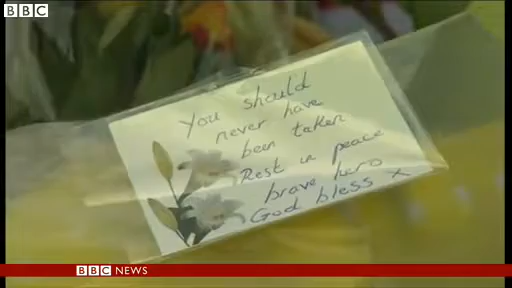 BBC
You should
never have
been taken
Rest in peace
brave hero
God bless x
BBC NEWS